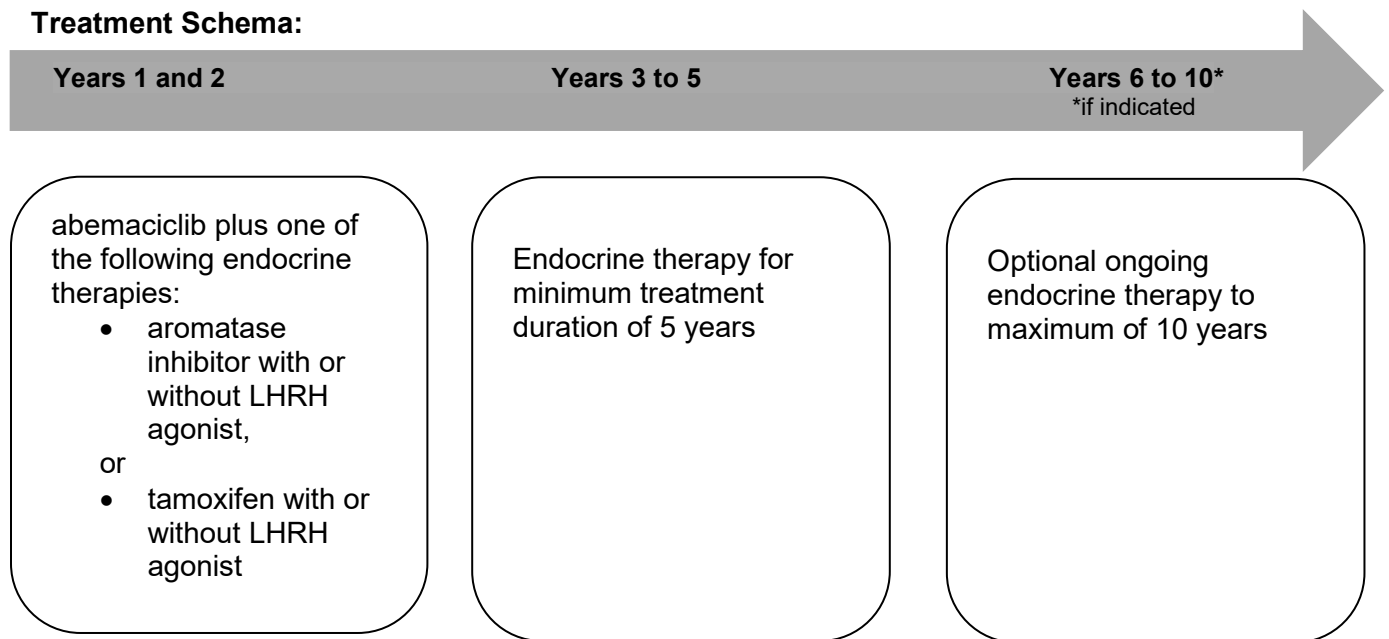 Treatment Schema:
Years 1 and 2
Years 3 to 5
Years 6 to 10*
*if indicated
abemaciclib plus one of
the following endocrine
therapies:
• aromatase
inhibitor with or
without LHRH
agonist,
or
• tamoxifen with or
without LHRH
agonist
Endocrine therapy for
minimum treatment
duration of 5 years
Optional ongoing
endocrine therapy to
maximum of 10 years